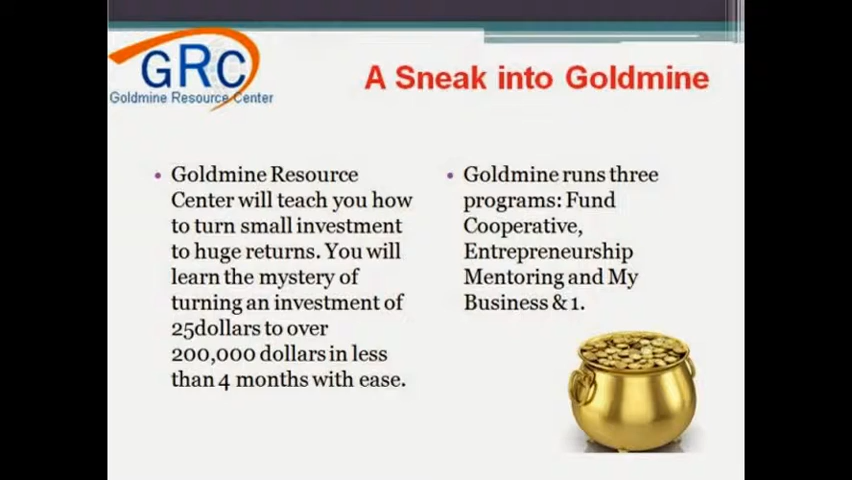 GRC
Goldmine Resource Center
A Sneak into Goldmine
• Goldmine Resource
Center will teach you how
to turn small investment
to huge returns. You will
learn the mystery of
turning an investment of
25dollars to over
200,000 dollars in less
than 4 months with ease.
• Goldmine runs three
programs: Fund
Cooperative,
Entrepreneurship
Mentoring and My
Business & 1.